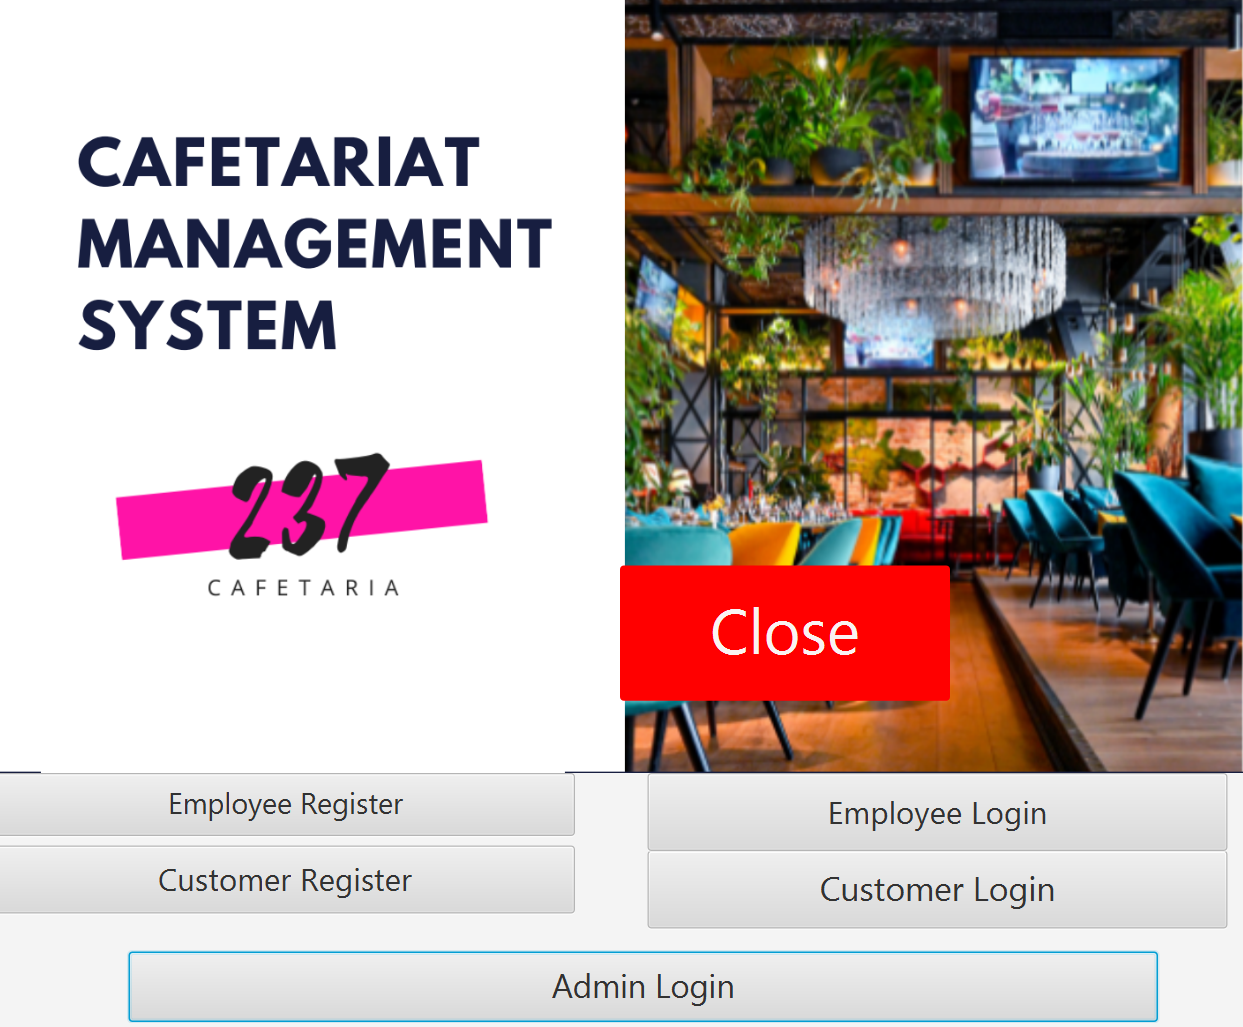 CAFETARIAT
MANAGEMENT
SYSTEM
237
CAFETARIA
Close
Employee Register
Employee Login
Customer Register
Customer Login
Admin Login